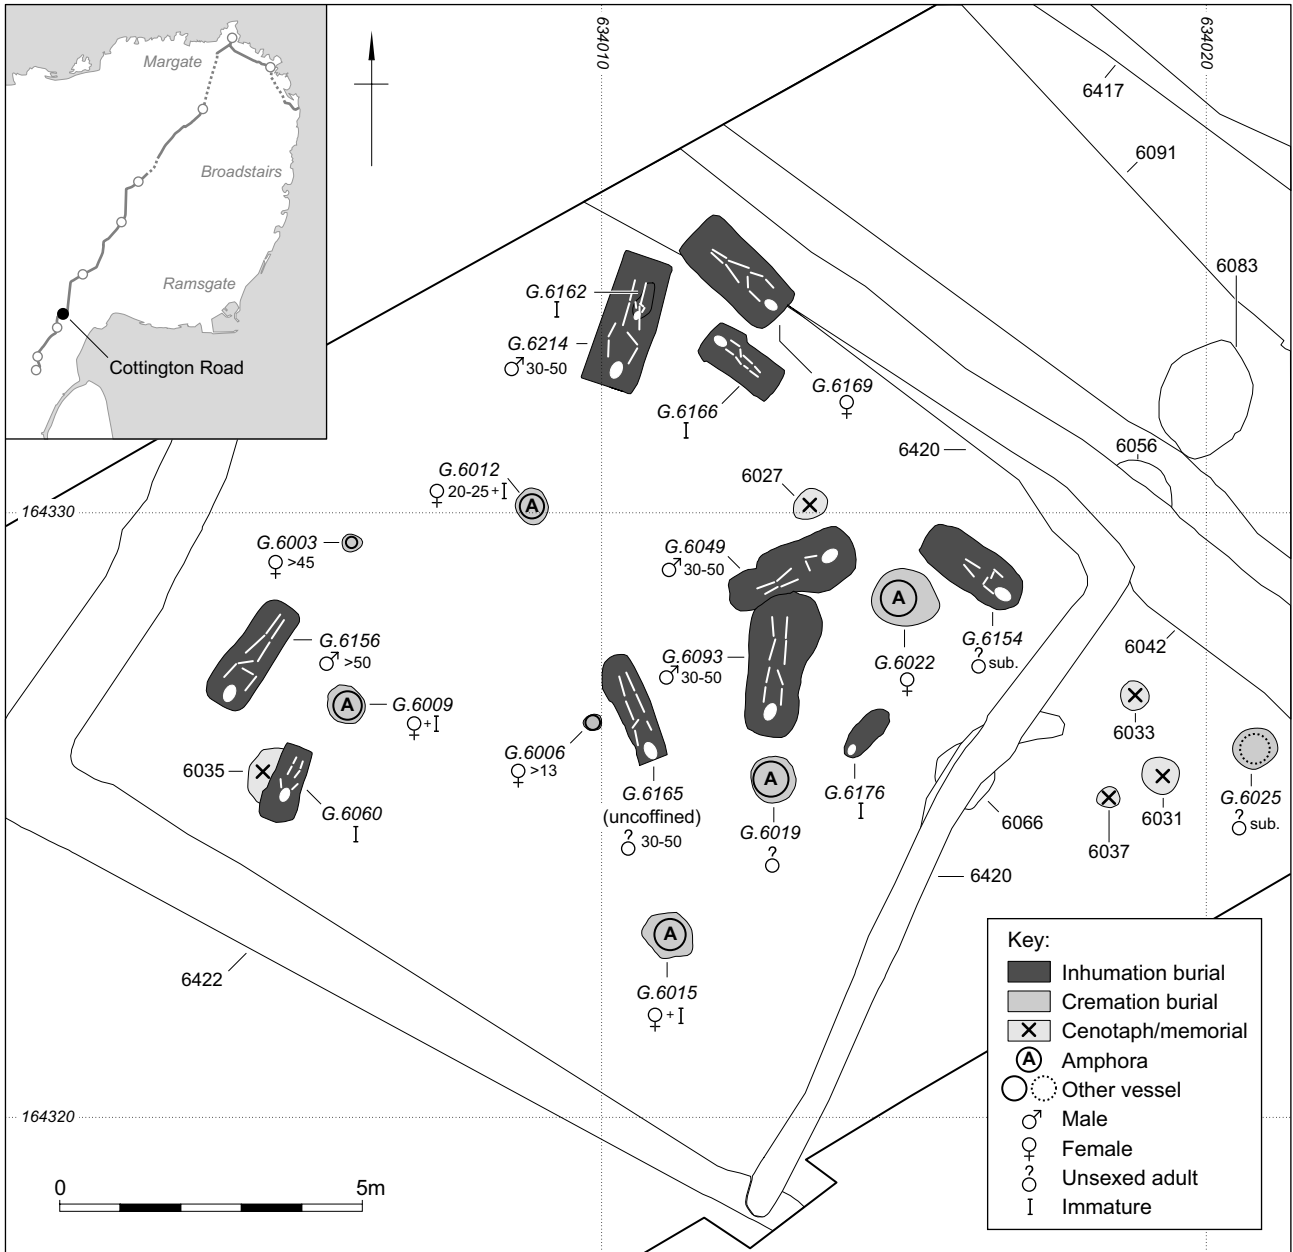 Margate
Broadstairs
Ramsgate
Cottington Road
634010
634020
6417
6091
6083
G.6162
I
G.6214
♂ 30-50
G.6169
♀
G.6166
I
6420
6056
G.6012
♀ 20-25 + I
A
6027
164330
G.6003
♀ >45
G.6049
♂ 30-50
A
G.6156
♂ >50
G.6093
♂ 30-50
G.6022
♀
G.6154
? sub.
6042
A
G.6009
♀ + I
6033
6035
G.6006
♀ >13
G.6060
I
G.6165
(uncoffined)
? 30-50
A
G.6019
?
G.6176
I
6066
6037
6031
G.6025
? sub.
6420
A
6422
G.6015
♀ + I
164320
0 5m
Key:
Inhumation burial
Cremation burial
Cenotaph/memorial
A Amphora
Other vessel
♂ Male
♀ Female
? Unsexed adult
I Immature